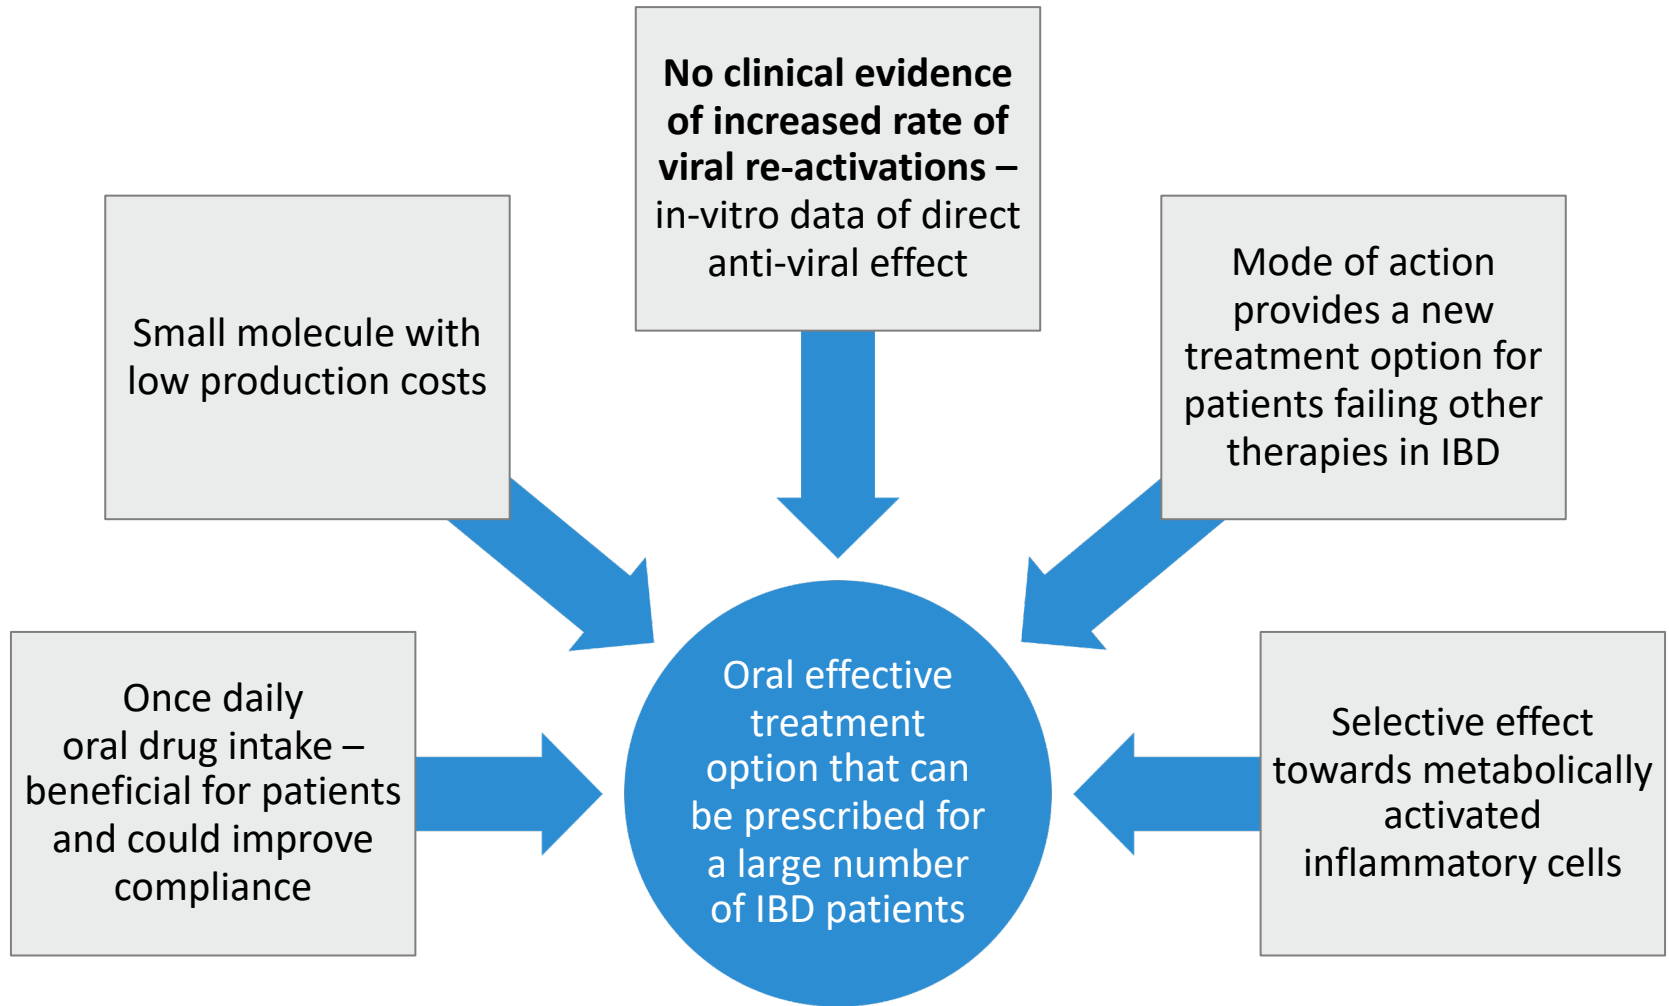 No clinical evidence
of increased rate of
viral re-activations –
in-vitro data of direct
anti-viral effect
Small molecule with
low production costs
Mode of action
provides a new
treatment option for
patients failing other
therapies in IBD
Once daily
oral drug intake –
beneficial for patients
and could improve
compliance
Oral effective
treatment
option that can
be prescribed for
a large number
of IBD patients
Selective effect
towards metabolically
activated
inflammatory cells